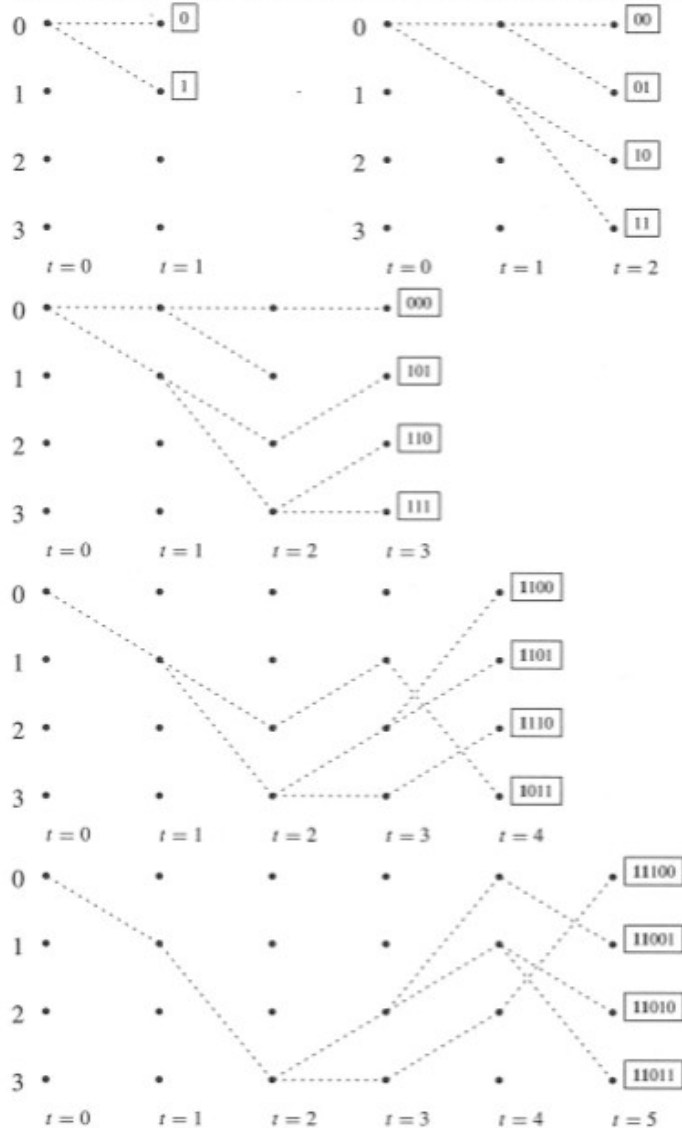 0 0 0 00
1 1 1 01
2 2 10
3 3 11
t = 0 t = 1 t = 0 t = 1 t = 2
0 000
1 101
2 110
3 111
t = 0 t = 1 t = 2 t = 3
0 1100
1 1101
2 1110
3 1011
t = 0 t = 1 t = 2 t = 3 t = 4
0 11100
1 11001
2 11010
3 11011
t = 0 t = 1 t = 2 t = 3 t = 4 t = 5